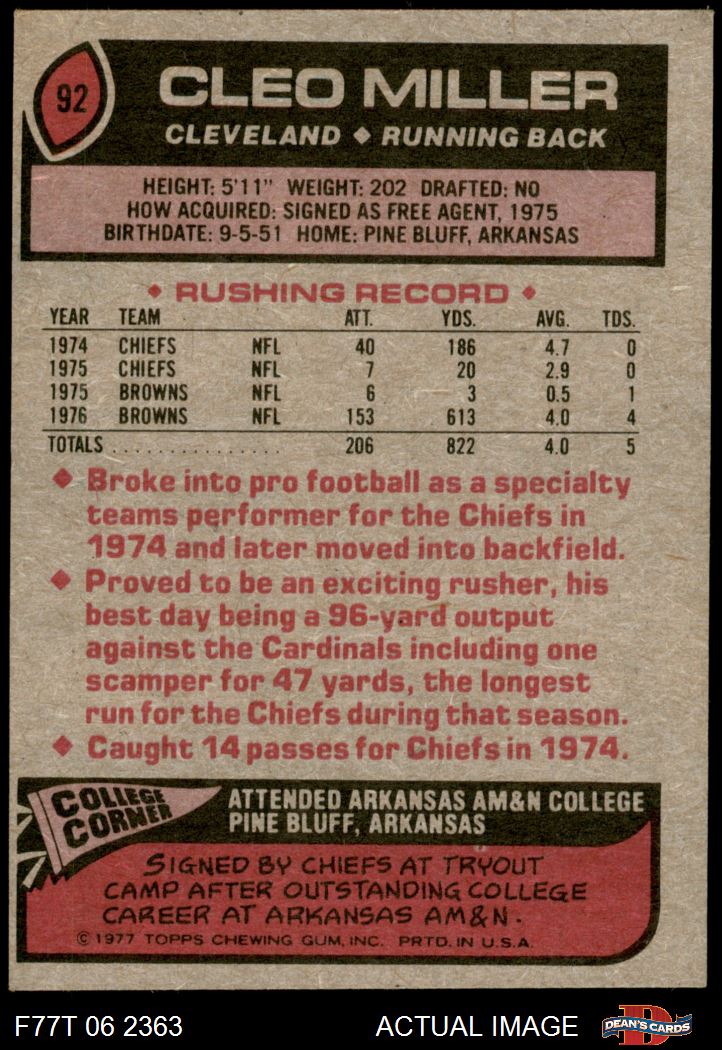 92
CLEO MILLER
CLEVELAND ◆ RUNNING BACK
HEIGHT: 5'11" WEIGHT: 202 DRAFTED: NO
HOW ACQUIRED: SIGNED AS FREE AGENT, 1975
BIRTHDATE: 9-5-51 HOME: PINE BLUFF, ARKANSAS
◆ RUSHING RECORD ◆
YEAR TEAM ATT. YDS. AVG. TDS.
1974 CHIEFS NFL 40 186 4.7 0
1975 CHIEFS NFL 7 20 2.9 0
1975 BROWNS NFL 6 3 0.5 1
1976 BROWNS NFL 153 613 4.0 4
TOTALS . . . . . . . . . . . . . . . . 206 822 4.0 5
◆ Broke into pro football as a specialty
teams performer for the Chiefs in
1974 and later moved into backfield.
◆ Proved to be an exciting rusher, his
best day being a 96-yard output
against the Cardinals including one
scamper for 47 yards, the longest
run for the Chiefs during that season.
◆ Caught 14 passes for Chiefs in 1974.
COLLEGE
CORNER
ATTENDED ARKANSAS AM&N COLLEGE
PINE BLUFF, ARKANSAS
SIGNED BY CHIEFS AT TRYOUT
CAMP AFTER OUTSTANDING COLLEGE
CAREER AT ARKANSAS AM&N.
© 1977 TOPPS CHEWING GUM, INC. PRTD. IN U.S.A.
F77T 06 2363 ACTUAL IMAGE D DEAN'S CARDS